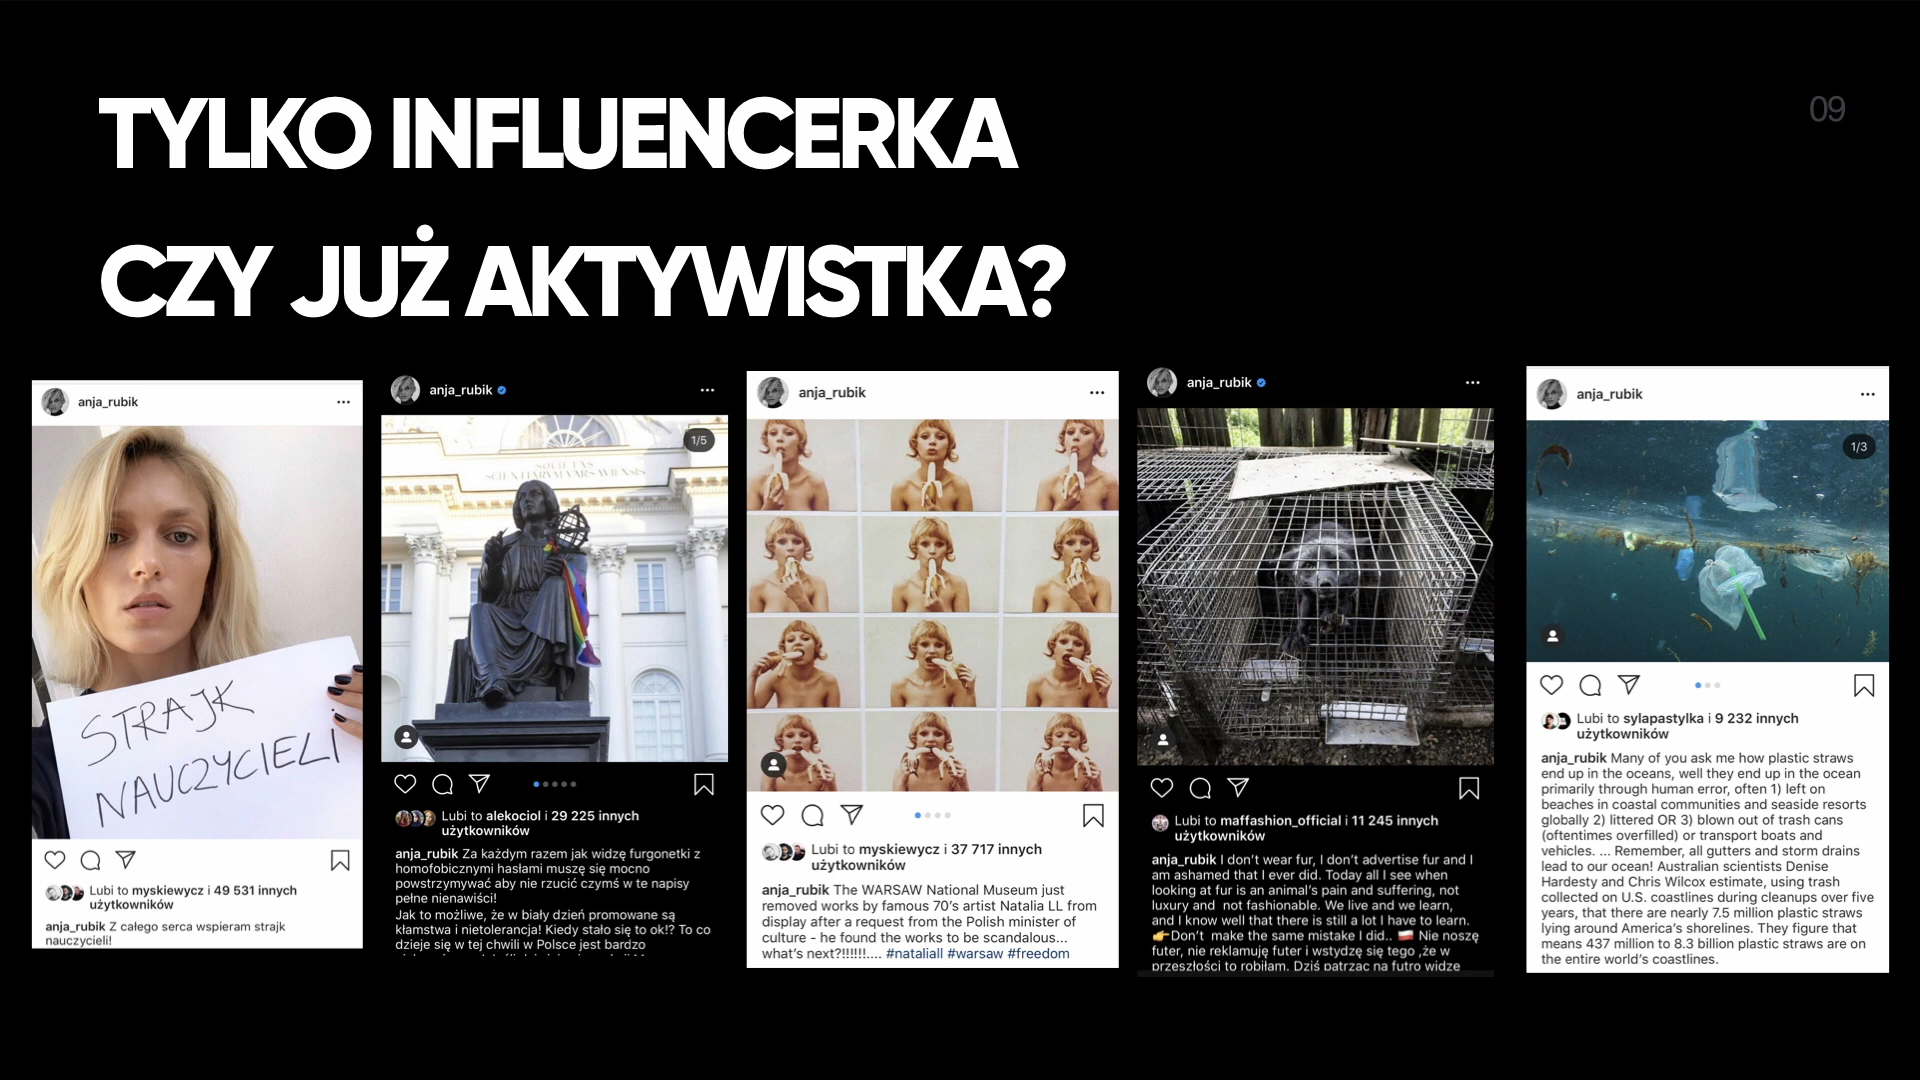 TYLKO INFLUENCERKA
CZY JUŻ AKTYWISTKA?
09
anja_rubik
STRAJK
NAUCZYCIELI
Lubi to myskiewycz i 49 531 innych
użytkowników
anja_rubik Z całego serca wspieram strajk
nauczycieli!
anja_rubik
1/5
SOCIETAS
SCIENTIARUM VARSAVIENSIS
Lubi to alekociol i 29 225 innych
użytkowników
anja_rubik Za każdym razem jak widzę furgonetki z
homofobicznymi hasłami muszę się mocno
powstrzymywać aby nie rzucić czymś w te napisy
pełne nienawiści!
Jak to możliwe, że w biały dzień promowane są
kłamstwa i nietolerancja! Kiedy stało się to ok!? To co
dzieje się w tej chwili w Polsce jest bardzo
anja_rubik
Lubi to myskiewycz i 37 717 innych
użytkowników
anja_rubik The WARSAW National Museum just
removed works by famous 70's artist Natalia LL from
display after a request from the Polish minister of
culture - he found the works to be scandalous...
what's next?!!!!!!.... #nataliall #warsaw #freedom
anja_rubik
Lubi to maffashion_official i 11 245 innych
użytkowników
anja_rubik I don't wear fur, I don't advertise fur and I
am ashamed that I ever did. Today all I see when
looking at fur is an animal's pain and suffering, not
luxury and not fashionable. We live and we learn,
and I know well that there is still a lot I have to learn.
👉Don't make the same mistake I did.. 🇵🇱 Nie noszę
futer, nie reklamuję futer i wstydzę się tego ,że w
przeszłości to robiłam. Dziś patrząc na futro widzę
anja_rubik
1/3
Lubi to sylapastylka i 9 232 innych
użytkowników
anja_rubik Many of you ask me how plastic straws
end up in the oceans, well they end up in the ocean
primarily through human error, often 1) left on
beaches in coastal communities and seaside resorts
globally 2) littered OR 3) blown out of trash cans
(oftentimes overfilled) or transport boats and
vehicles. ... Remember, all gutters and storm drains
lead to our ocean! Australian scientists Denise
Hardesty and Chris Wilcox estimate, using trash
collected on U.S. coastlines during cleanups over five
years, that there are nearly 7.5 million plastic straws
lying around America's shorelines. They figure that
means 437 million to 8.3 billion plastic straws are on
the entire world's coastlines.